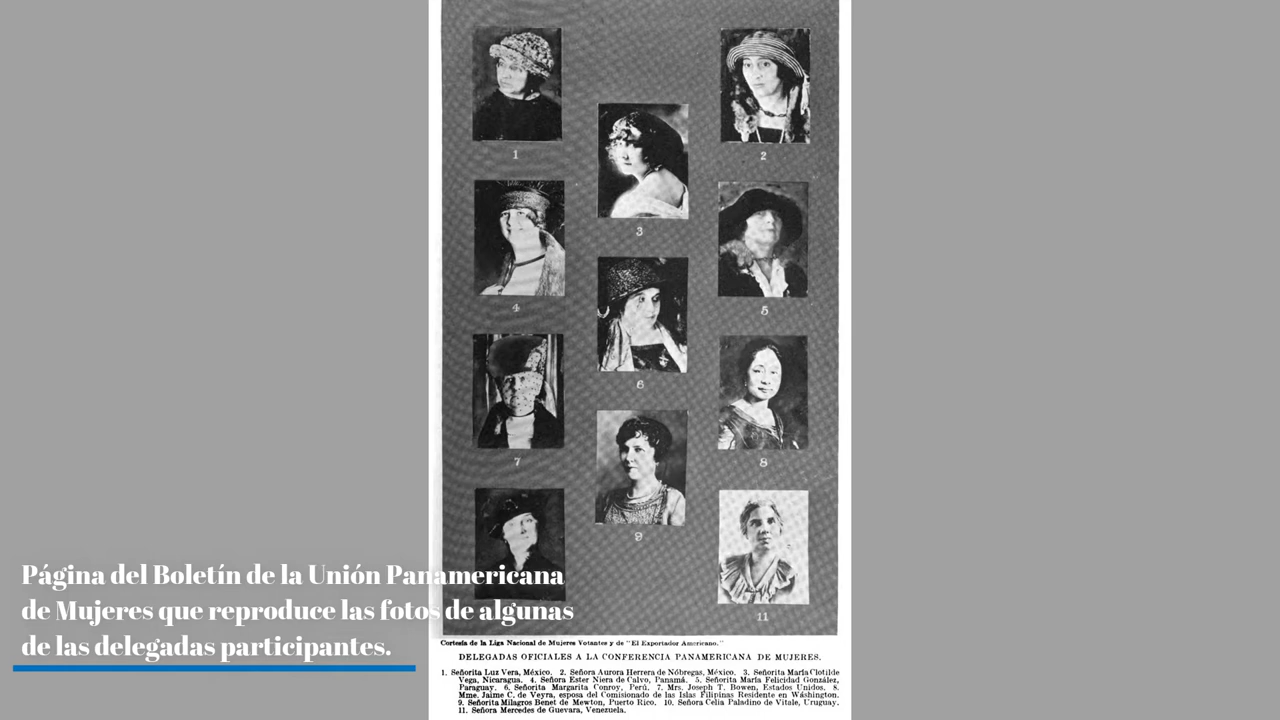 1
2
3
4
5
6
7
8
9
11
Página del Boletín de la Unión Panamericana
de Mujeres que reproduce las fotos de algunas
de las delegadas participantes.
Cortesía de la Liga Nacional de Mujeres Votantes y de "El Exportador Americano."
DELEGADAS OFICIALES A LA CONFERENCIA PANAMERICANA DE MUJERES.
1. Señorita Luz Vera, México. 2. Señora Aurora Herrera de Nóbregas, México. 3. Señorita María Clotilde
Vega, Nicaragua. 4. Señora Ester Niera de Calvo, Panamá. 5. Señorita María Felicidad González,
Paraguay. 6. Señorita Margarita Conroy, Perú. 7. Mrs. Joseph T. Bowen, Estados Unidos. 8.
Mme. Jaime C. de Veyra, esposa del Comisionado de las Islas Filipinas Residente en Wáshington.
9. Señorita Milagros Benet de Mewton, Puerto Rico. 10. Señora Celia Paladino de Vitale, Uruguay.
11. Señora Mercedes de Guevara, Venezuela.